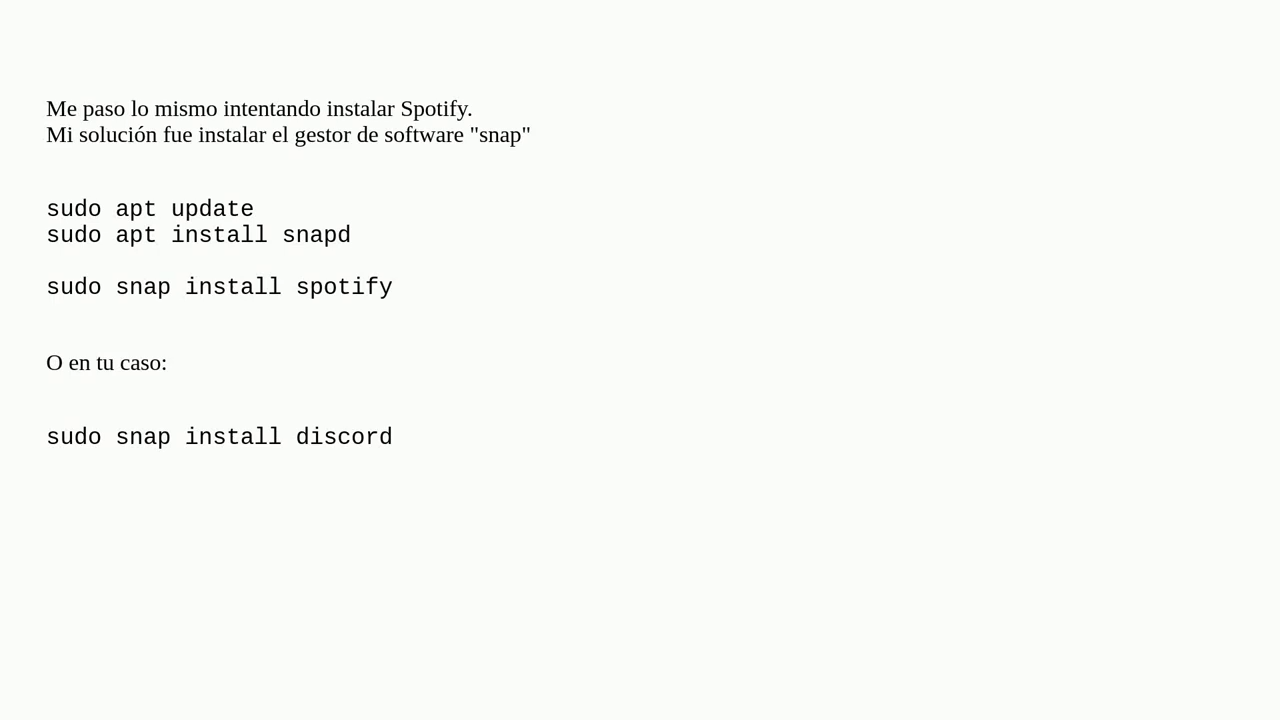 Me paso lo mismo intentando instalar Spotify.
Mi solución fue instalar el gestor de software "snap"
sudo apt update
sudo apt install snapd
sudo snap install spotify
O en tu caso:
sudo snap install discord